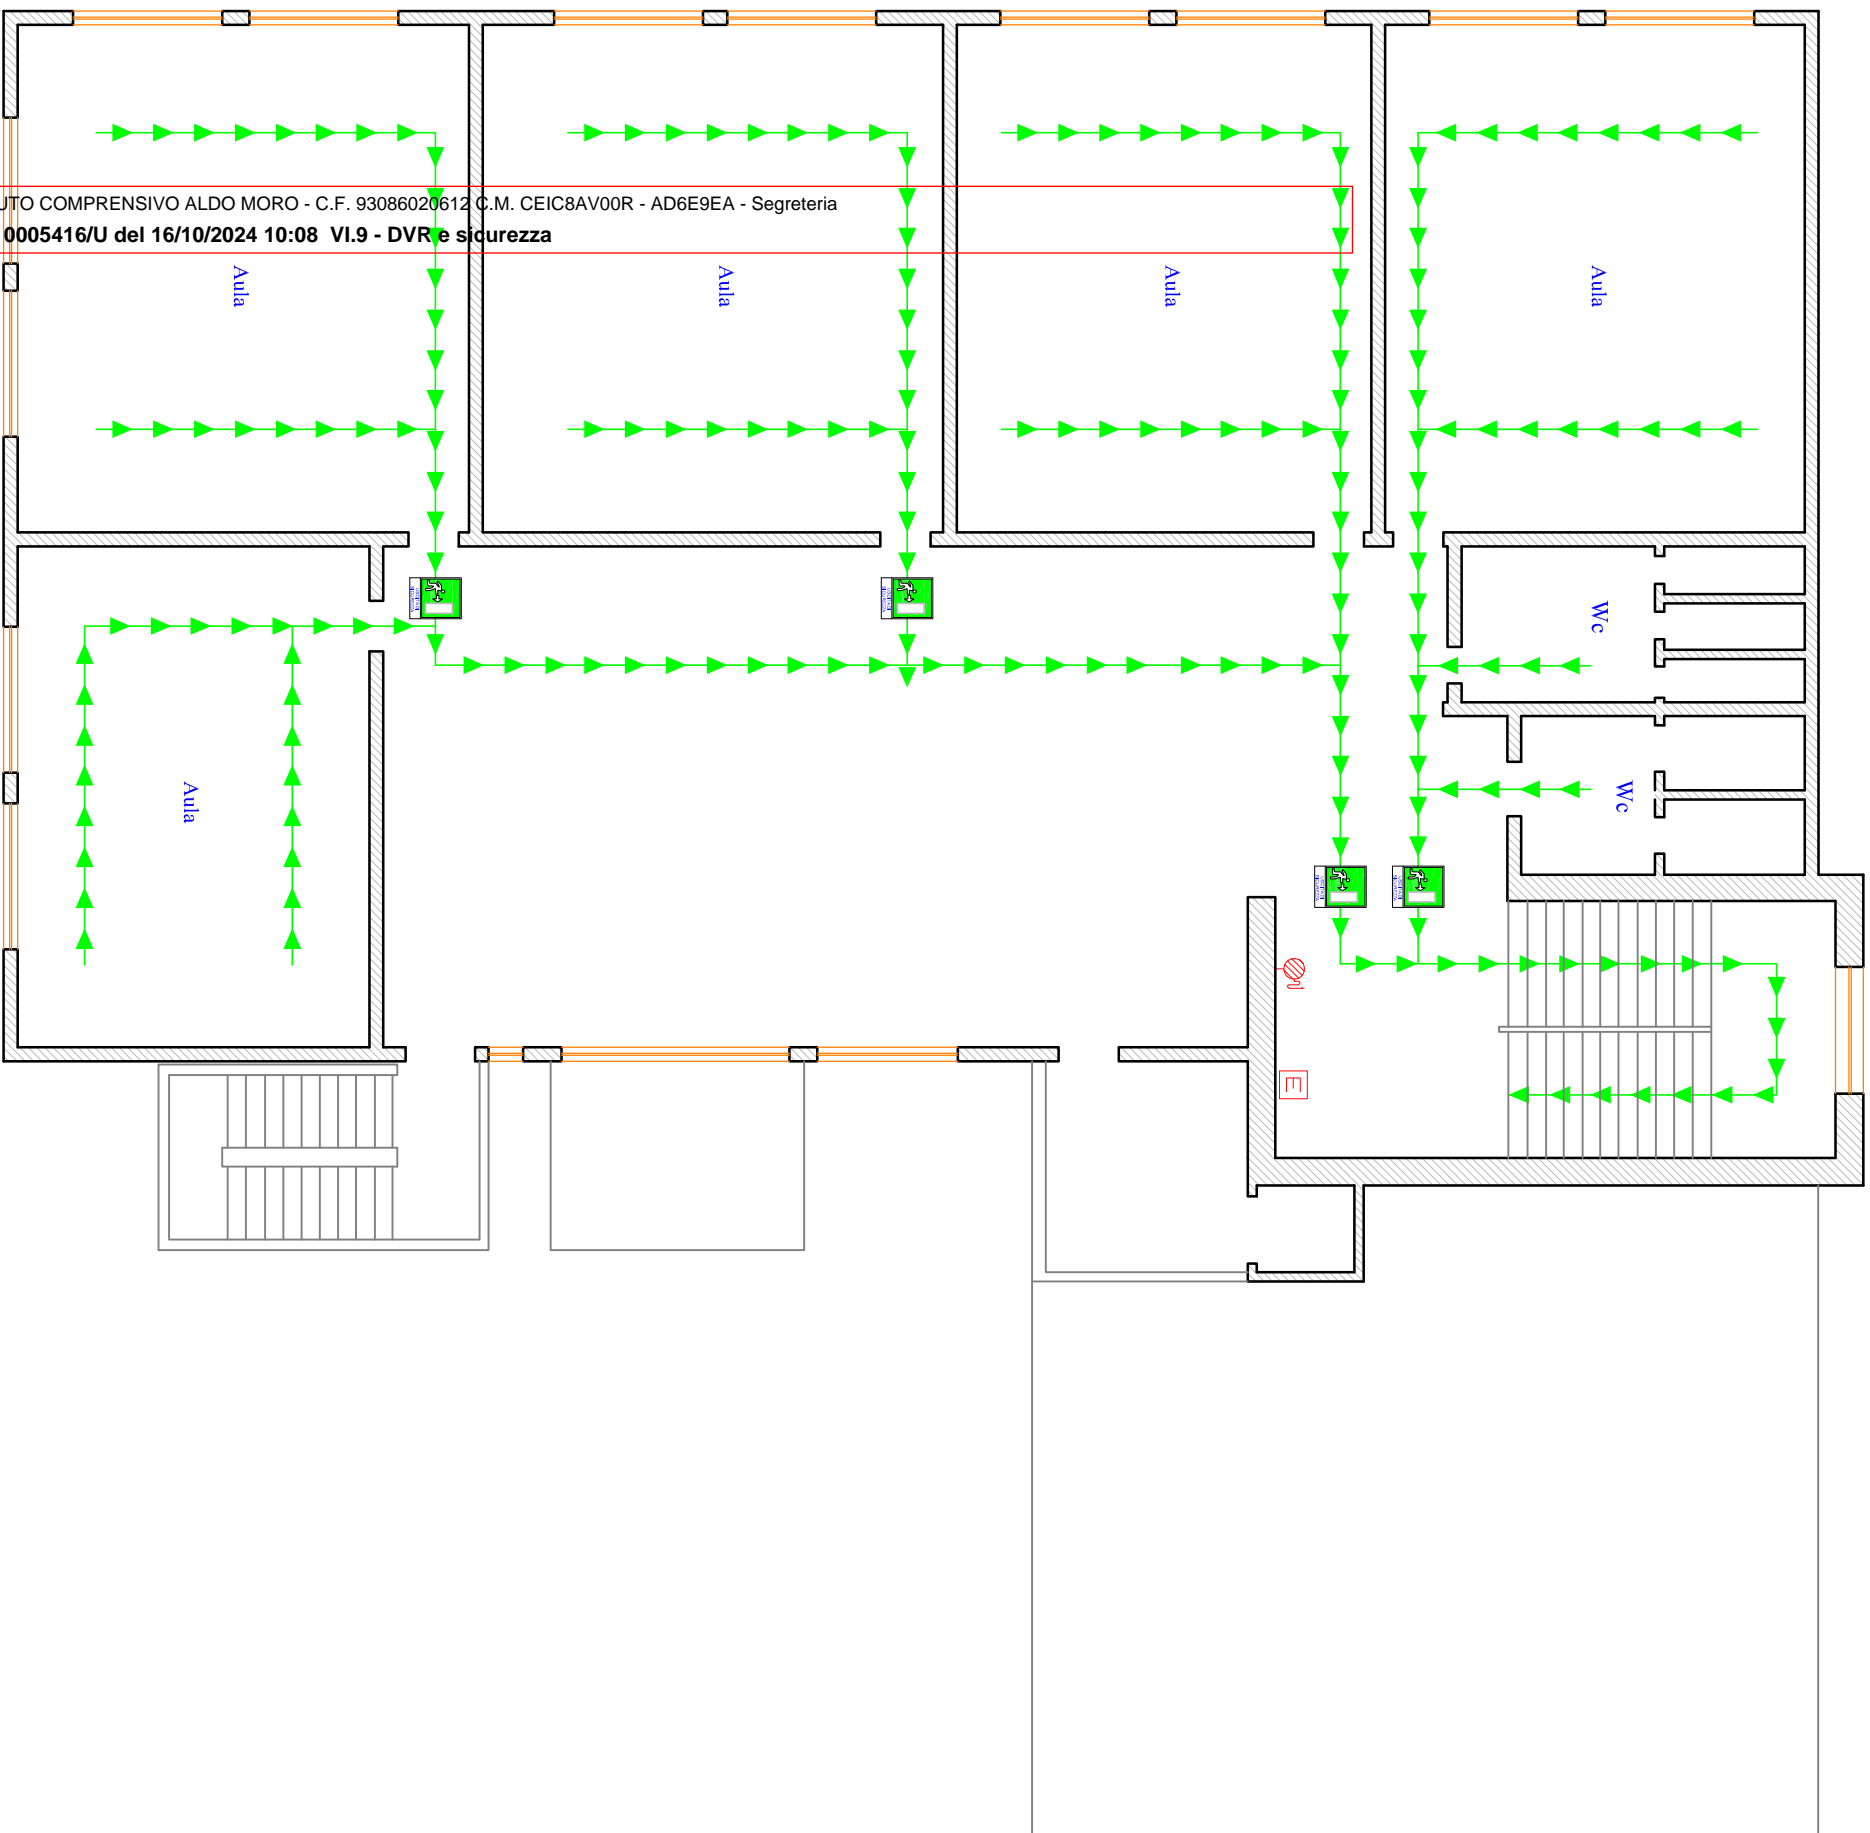 UTO COMPRENSIVO ALDO MORO - C.F. 93086020612 C.M. CEIC8AV00R - AD6E9EA - Segreteria
0005416/U del 16/10/2024 10:08 VI.9 - DVR e sicurezza
Aula
Aula
Aula
Aula
Wc
Wc
Aula
E